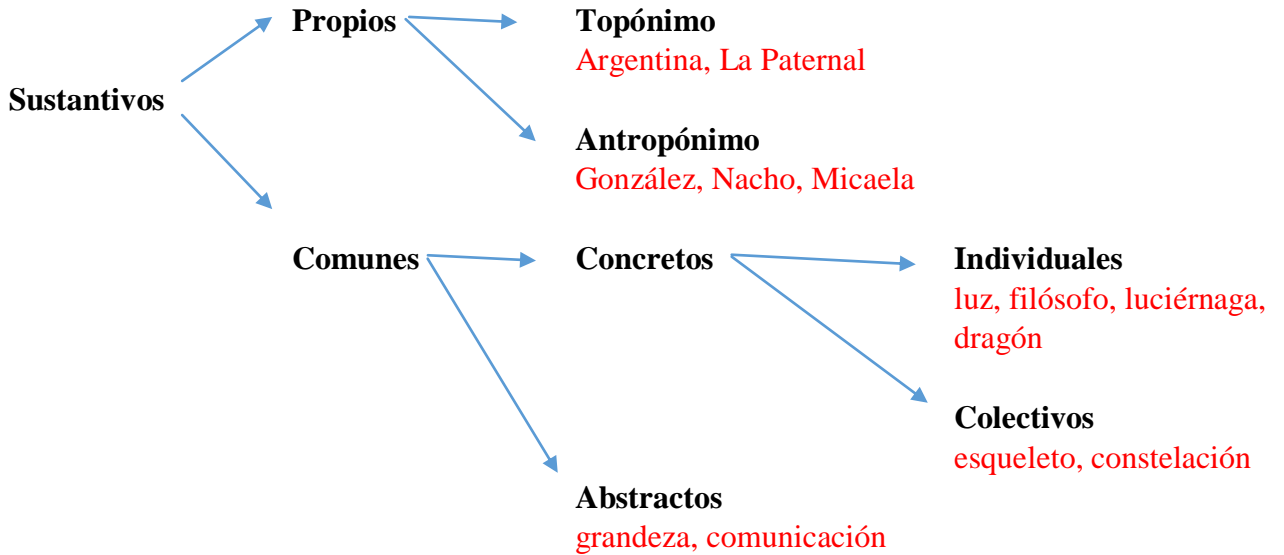 Propios
Topónimo
Argentina, La Paternal
Sustantivos
Antropónimo
González, Nacho, Micaela
Comunes
Concretos
Individuales
luz, filósofo, luciérnaga,
dragón
Colectivos
esqueleto, constelación
Abstractos
grandeza, comunicación